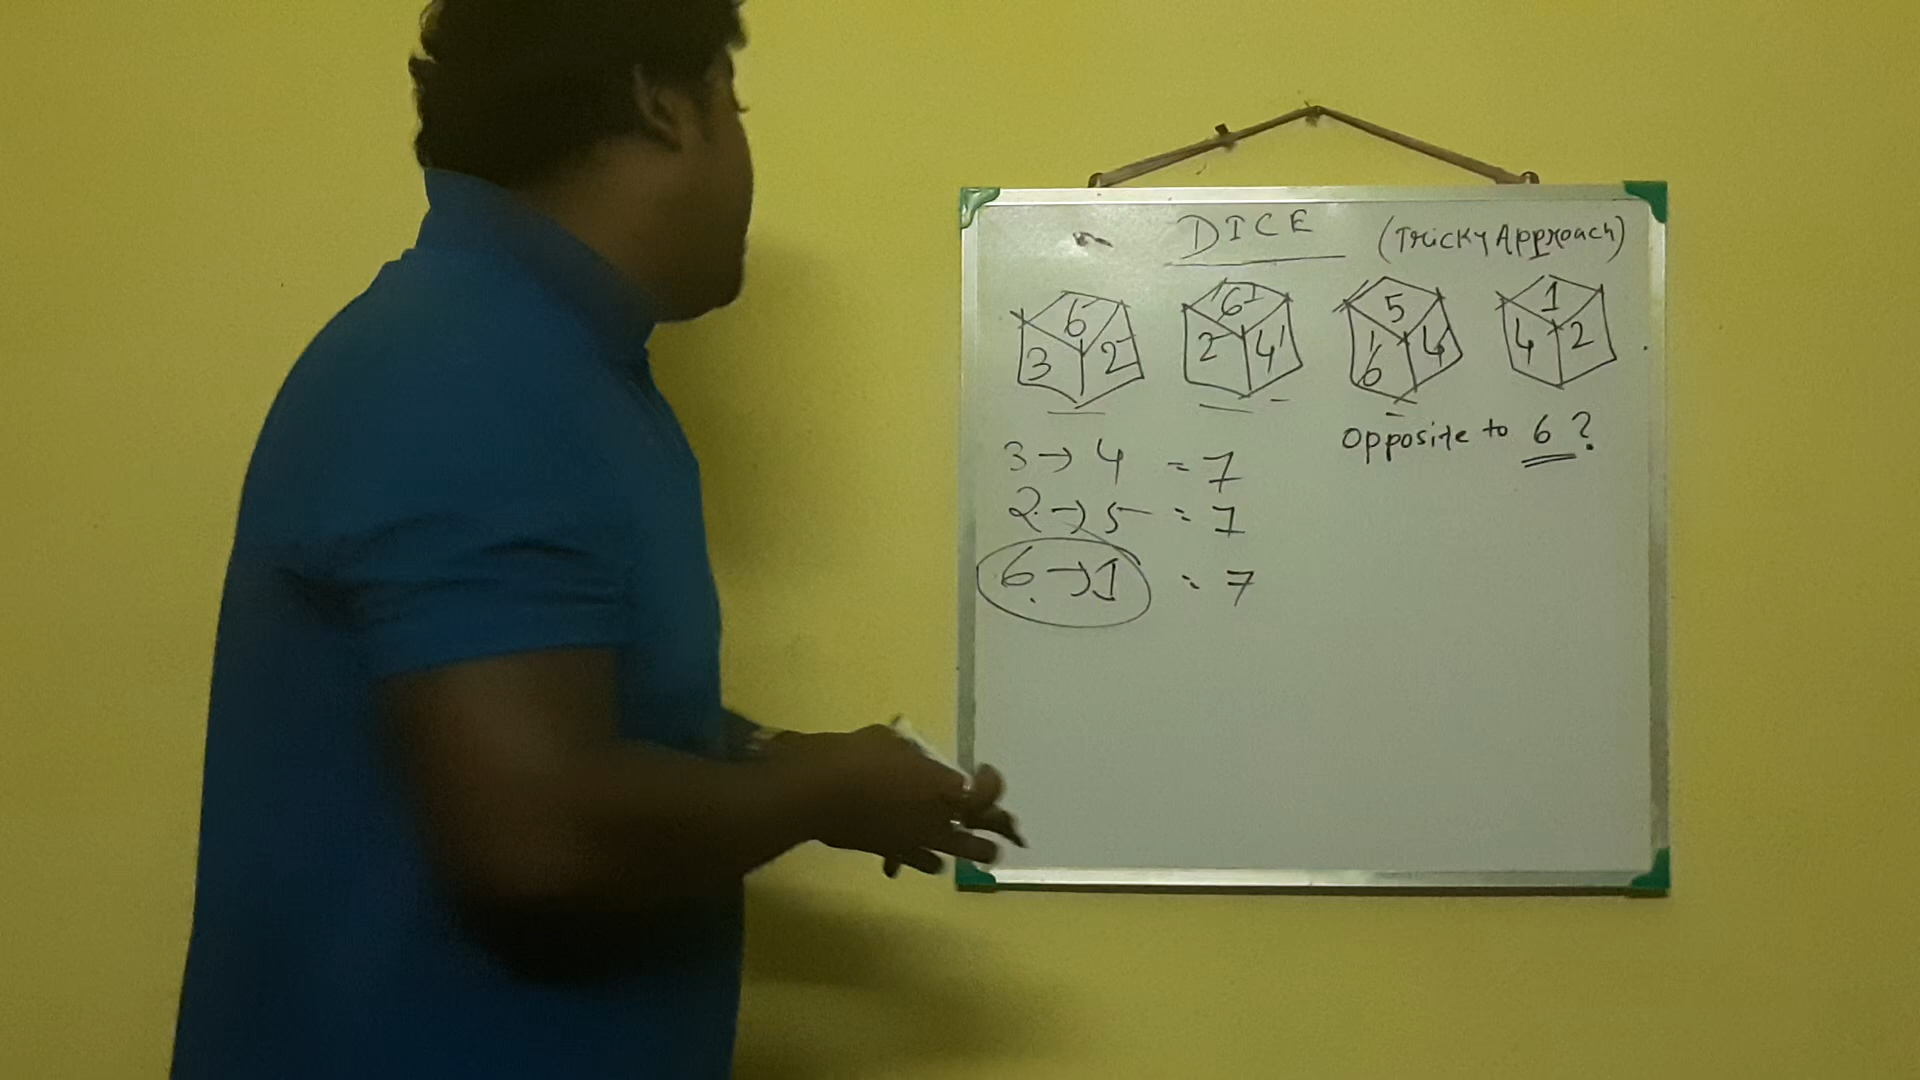 DICE (Tricky Approach)
6 3 2
6 2 4
5 6 4
1 4 2
Opposite to 6 ?
3 → 4 = 7
2 → 5 = 7
6 → 1 = 7